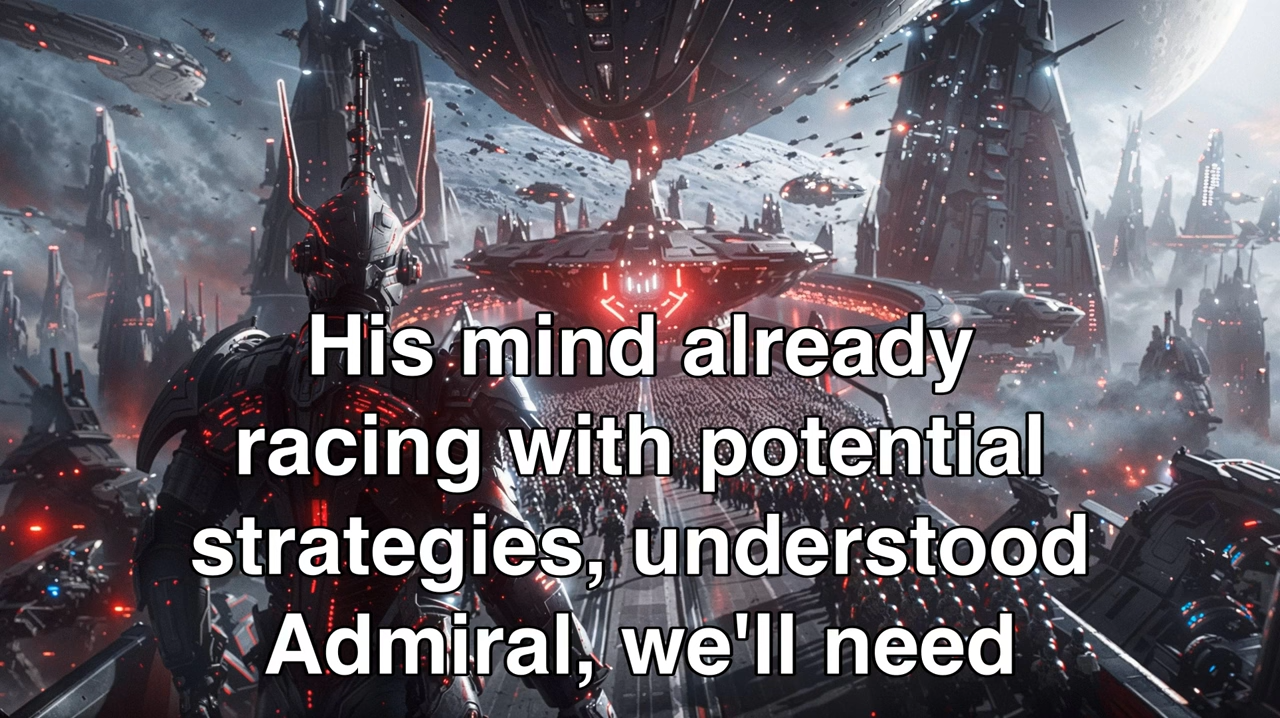 His mind already
racing with potential
strategies, understood
Admiral, we'll need